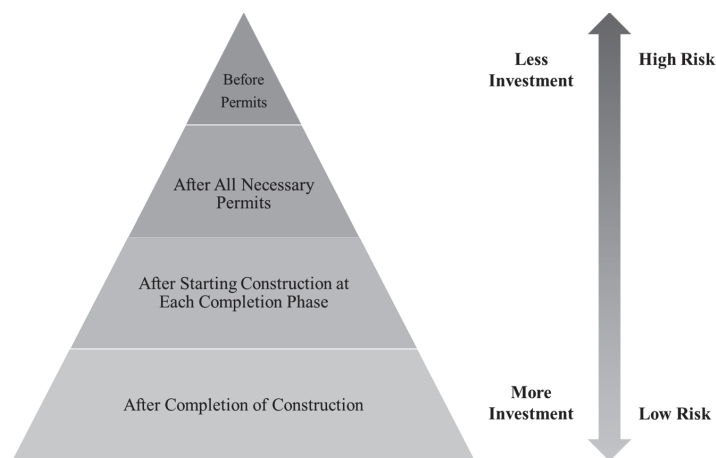 Before
Permits
After All Necessary
Permits
After Starting Construction at
Each Completion Phase
After Completion of Construction
Less
Investment
High Risk
More
Investment
Low Risk